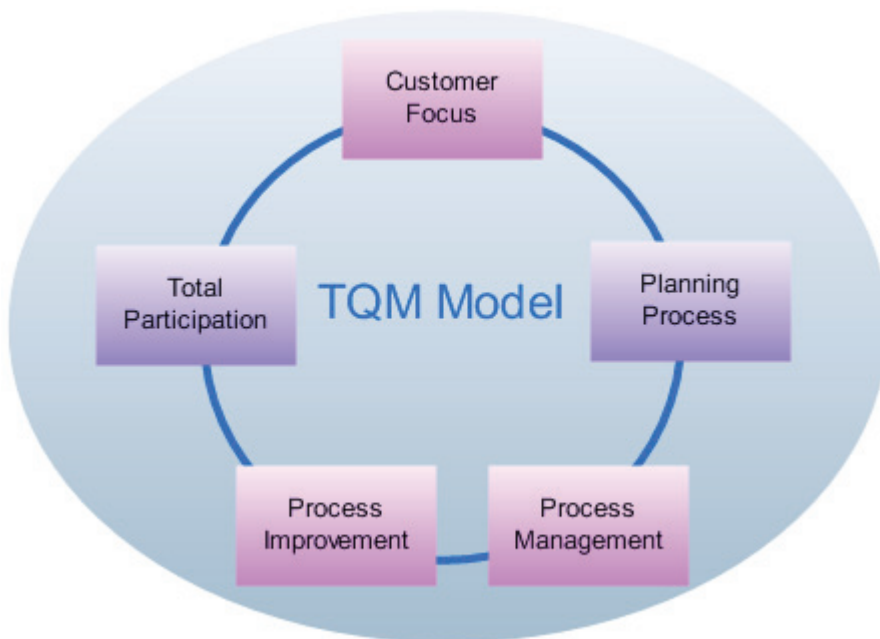 Customer
Focus
Total
Participation
TQM Model
Planning
Process
Process
Improvement
Process
Management